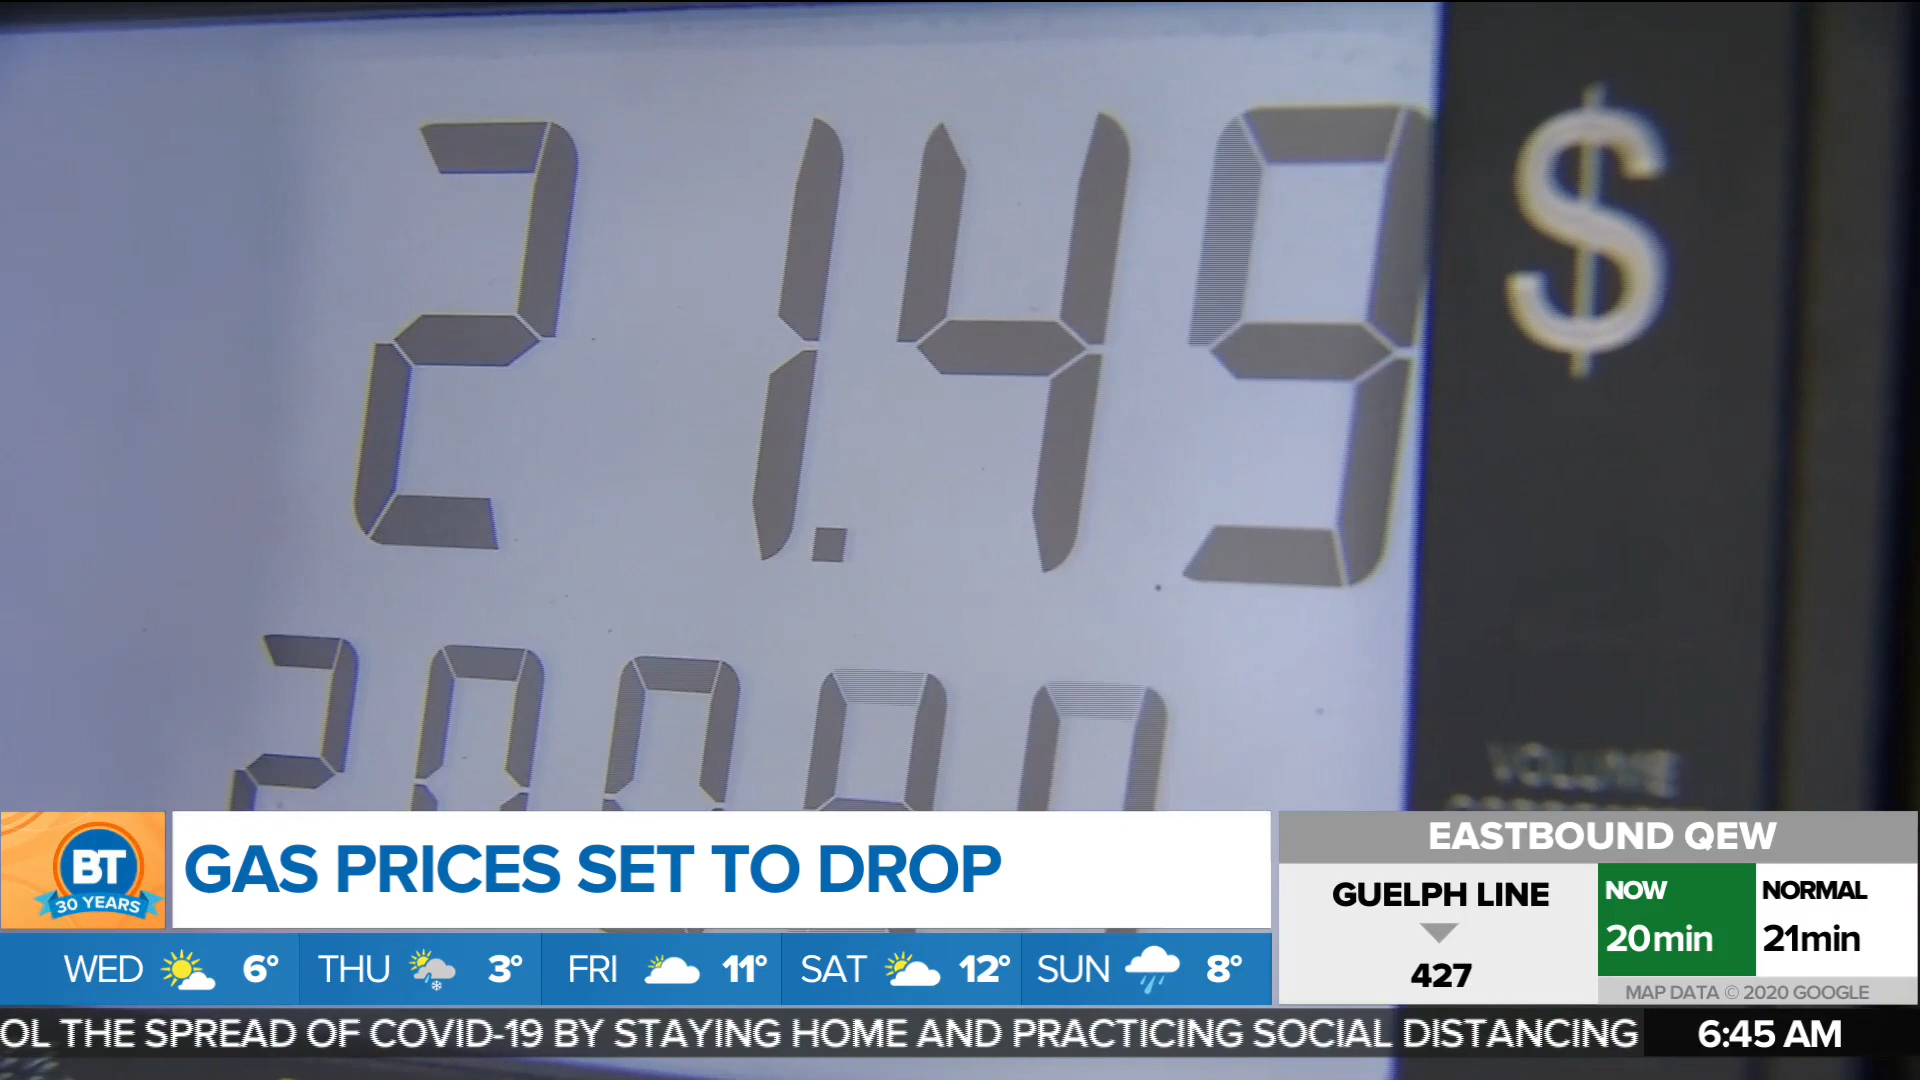 21.49
$
VOLUME
BT
30 YEARS
GAS PRICES SET TO DROP
EASTBOUND QEW
GUELPH LINE
427
NOW
20min
NORMAL
21min
MAP DATA © 2020 GOOGLE
WED 6° THU 3° FRI 11° SAT 12° SUN 8°
OL THE SPREAD OF COVID-19 BY STAYING HOME AND PRACTICING SOCIAL DISTANCING
6:45 AM